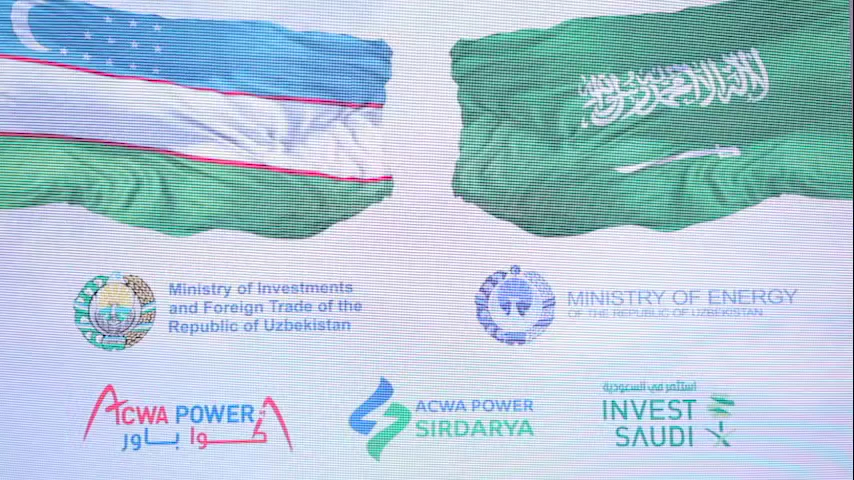 لا إله إلا الله محمد رسول الله
Ministry of Investments
and Foreign Trade of the
Republic of Uzbekistan
MINISTRY OF ENERGY
OF THE REPUBLIC OF UZBEKISTAN
ACWA POWER
أكوا باور
ACWA POWER
SIRDARYA
استثمر في السعودية
INVEST
SAUDI